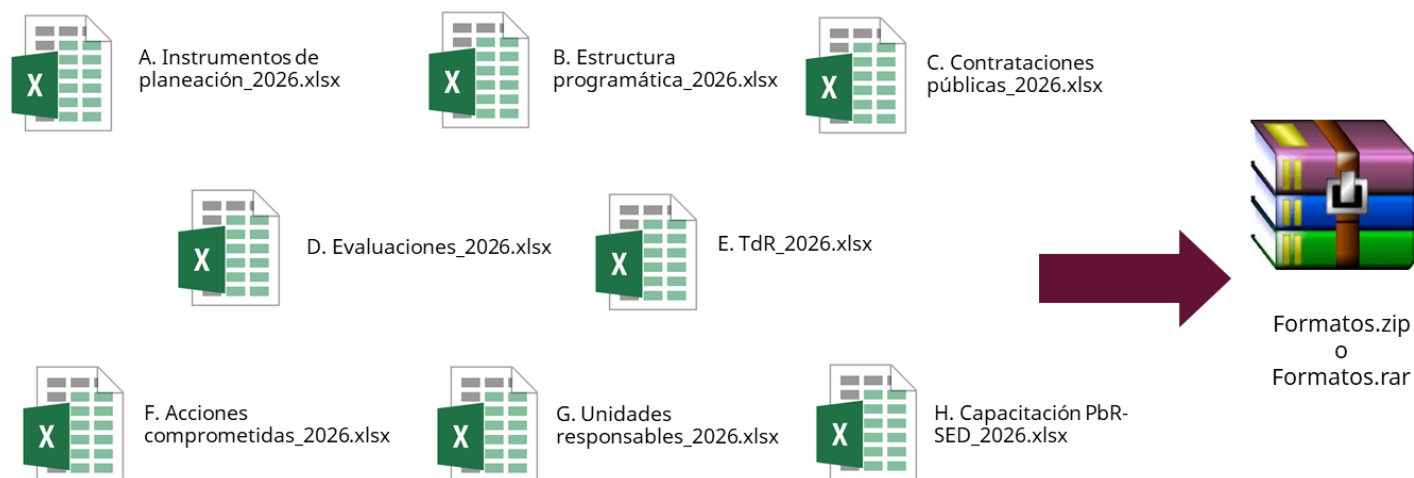 A. Instrumentos de
planeación_2026.xlsx
B. Estructura
programática_2026.xlsx
C. Contrataciones
públicas_2026.xlsx
X
X
X
D. Evaluaciones_2026.xlsx
E. TdR_2026.xlsx
X
X
Formatos.zip
o
Formatos.rar
F. Acciones
comprometidas_2026.xlsx
G. Unidades
responsables_2026.xlsx
H. Capacitación PbR-
SED_2026.xlsx
X
X
X